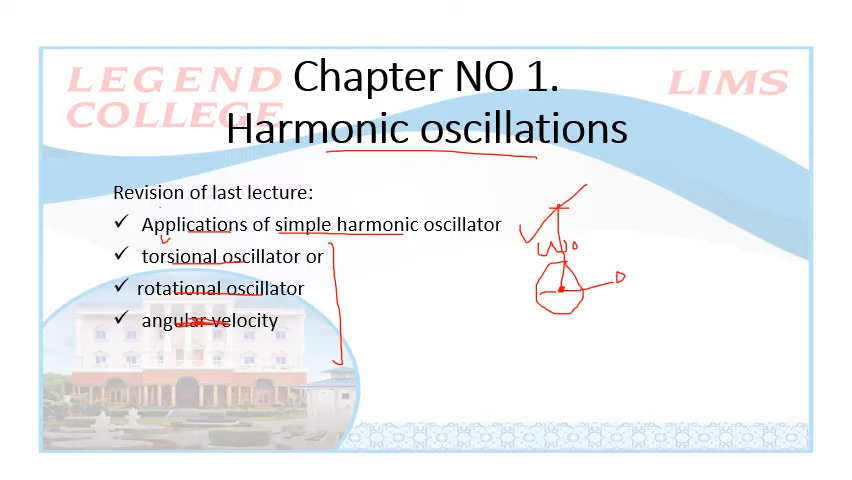 LEGEND
COLLEGE
LIMS
Chapter NO 1.
Harmonic oscillations
Revision of last lecture:
✓ Applications of simple harmonic oscillator
✓ torsional oscillator or
✓ rotational oscillator
✓ angular velocity
D